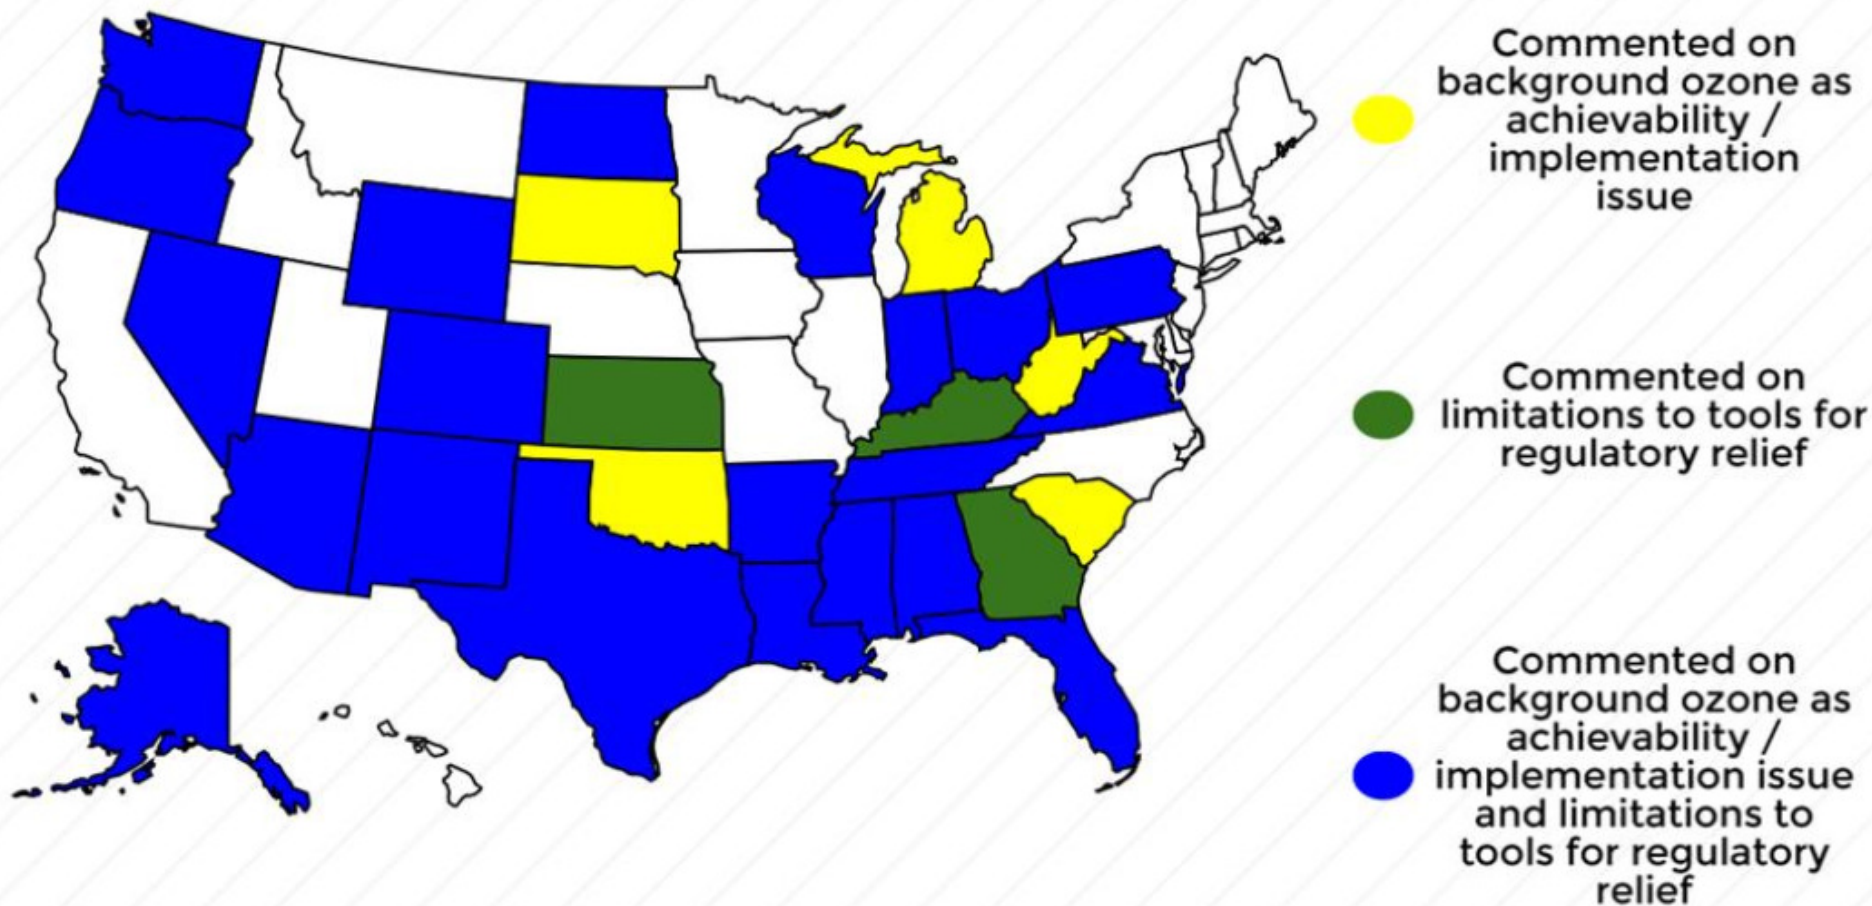 Commented on
background ozone as
achievability /
implementation
issue
Commented on
limitations to tools for
regulatory relief
Commented on
background ozone as
achievability /
implementation issue
and limitations to
tools for regulatory
relief